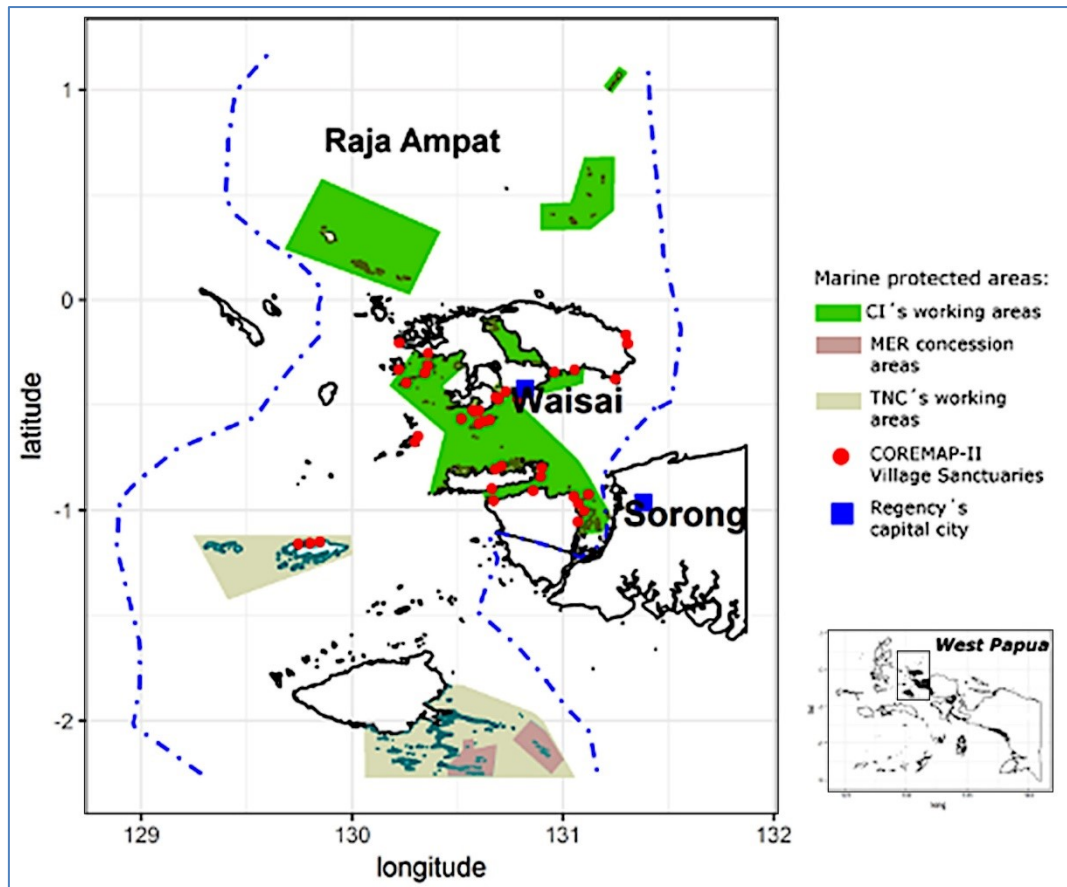 1
Raja Ampat
0
Waisai
-1
Sorong
-2
latitude
129
130
131
132
longitude
Marine protected areas:
CI´s working areas
MER concession
areas
TNC´s working
areas
COREMAP-II
Village Sanctuaries
Regency´s
capital city
West Papua